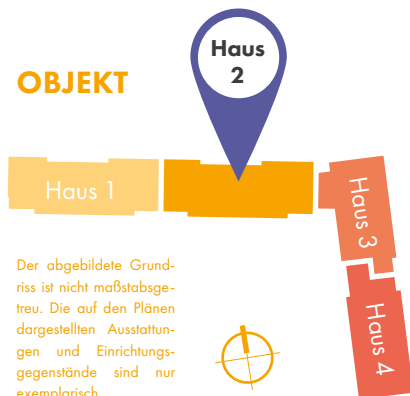 Haus
2
OBJEKT
Haus 1
Haus 3
Haus 4
Der abgebildete Grund-
riss ist nicht maßstabsge-
treu. Die auf den Plänen
dargestellten Ausstattun-
gen und Einrichtungs-
gegenstände sind nur
exemplarisch